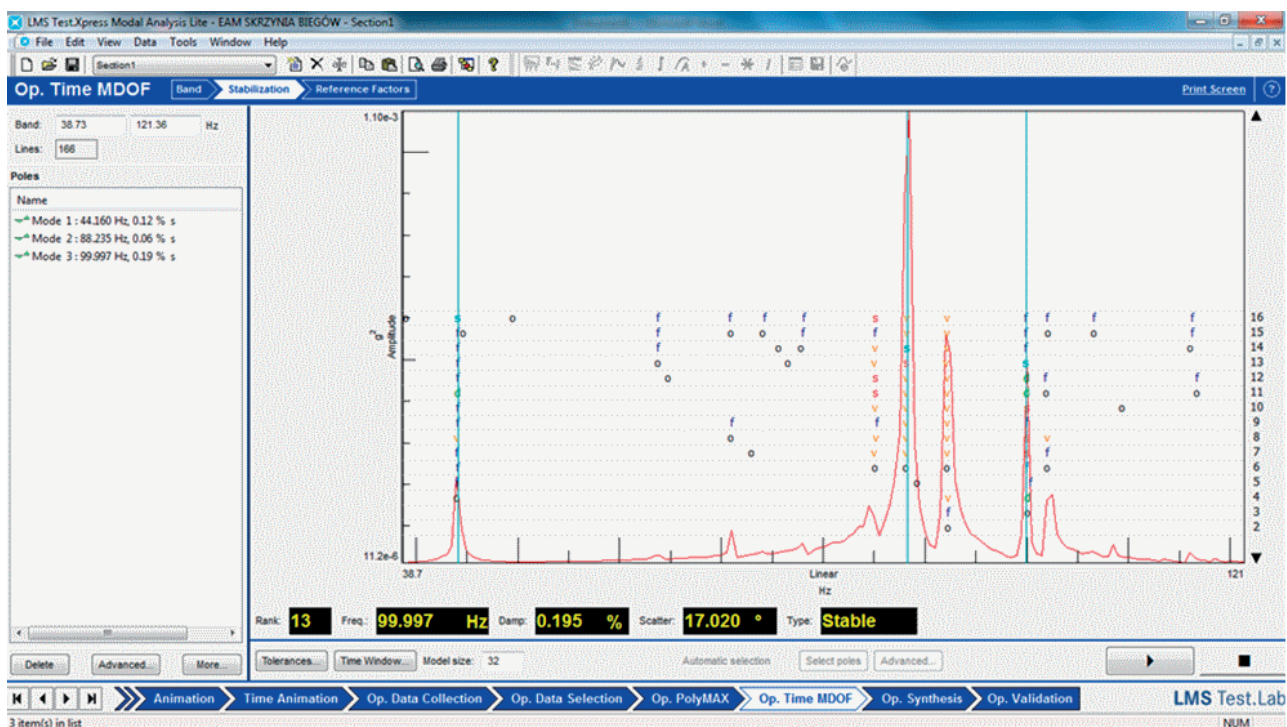 LMS Test.Xpress Modal Analysis Lite - EAM SKRZYNIA BIEGÓW - Section1
File Edit View Data Tools Window Help
Section1
Op. Time MDOF Band Stabilization Reference Factors Print Screen
Band: 38.73 121.36 Hz
Lines: 166
Poles
Name
Mode 1 : 44.160 Hz, 0.12 % s
Mode 2 : 88.235 Hz, 0.06 % s
Mode 3 : 99.997 Hz, 0.19 % s
1.10e-3
g²
Amplitude
11.2e-6
o s o f f f f s v v f f f f 16
f o f o o o f v v f o o f 15
f f o o v s v f o 14
f o o s v s 13
f o s v v d f f 12
d s v v d o o 11
f v v v f o 10
f f f v v f 9
v o v v v f v 8
f o v v v f f 7
f o o o f o 6
o f 5
o v d 4
f o 3
o 2
38.7 Linear 121
Hz
Rank: 13 Freq.: 99.997 Hz Damp: 0.195 % Scatter: 17.020 ° Type: Stable
Delete Advanced... More... Tolerances... Time Window... Model size: 32 Automatic selection Select poles Advanced...
Animation Time Animation Op. Data Collection Op. Data Selection Op. PolyMAX Op. Time MDOF Op. Synthesis Op. Validation LMS Test.Lab
3 item(s) in list NUM